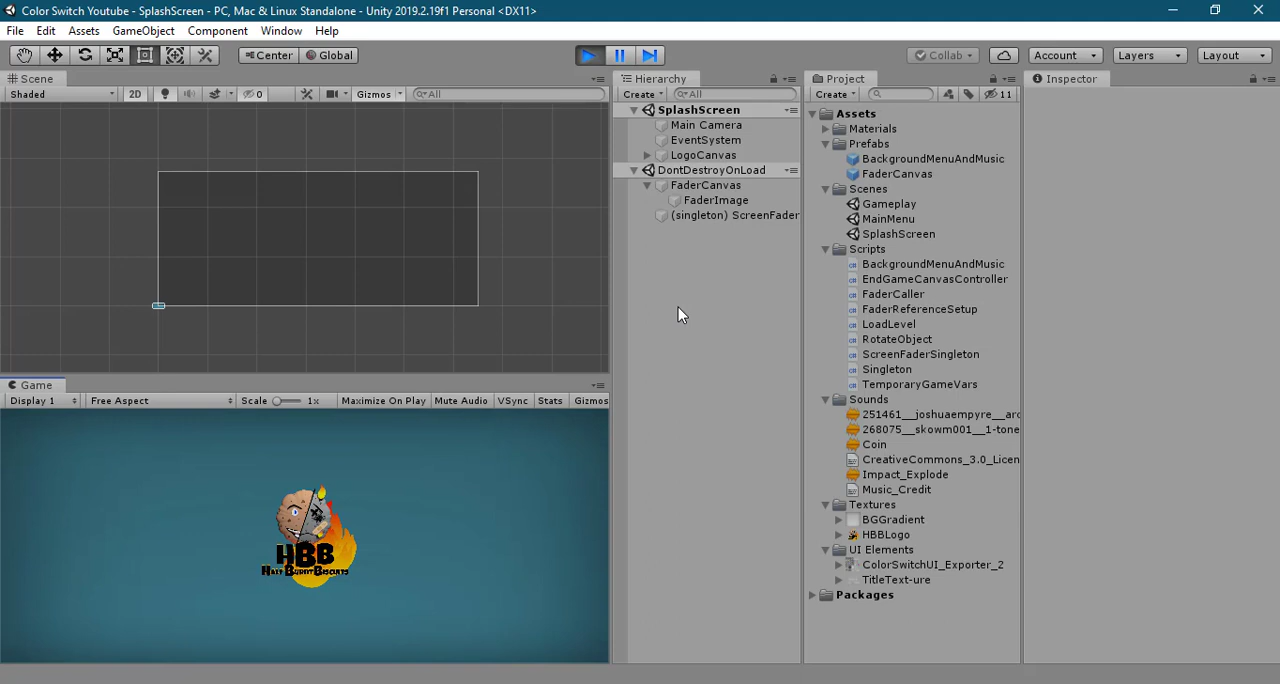 Color Switch Youtube - SplashScreen - PC, Mac & Linux Standalone - Unity 2019.2.19f1 Personal <DX11>
File Edit Assets GameObject Component Window Help
Center Global Collab Account Layers Layout
Scene
Shaded 2D 0 Gizmos All
Hierarchy
Create All
SplashScreen
Main Camera
EventSystem
LogoCanvas
DontDestroyOnLoad
FaderCanvas
FaderImage
(singleton) ScreenFader
Project
Create 11
Assets
Materials
Prefabs
BackgroundMenuAndMusic
FaderCanvas
Scenes
Gameplay
MainMenu
SplashScreen
Scripts
BackgroundMenuAndMusic
EndGameCanvasController
FaderCaller
FaderReferenceSetup
LoadLevel
RotateObject
ScreenFaderSingleton
Singleton
TemporaryGameVars
Sounds
251461__joshuaempyre__arc
268075__skowm001__1-tone
Coin
CreativeCommons_3.0_Licen
Impact_Explode
Music_Credit
Textures
BGGradient
HBBLogo
UI Elements
ColorSwitchUI_Exporter_2
TitleText-ure
Packages
Inspector
Game
Display 1 Free Aspect Scale 1x Maximize On Play Mute Audio VSync Stats Gizmos
HBB
Half Burnt Biscuits